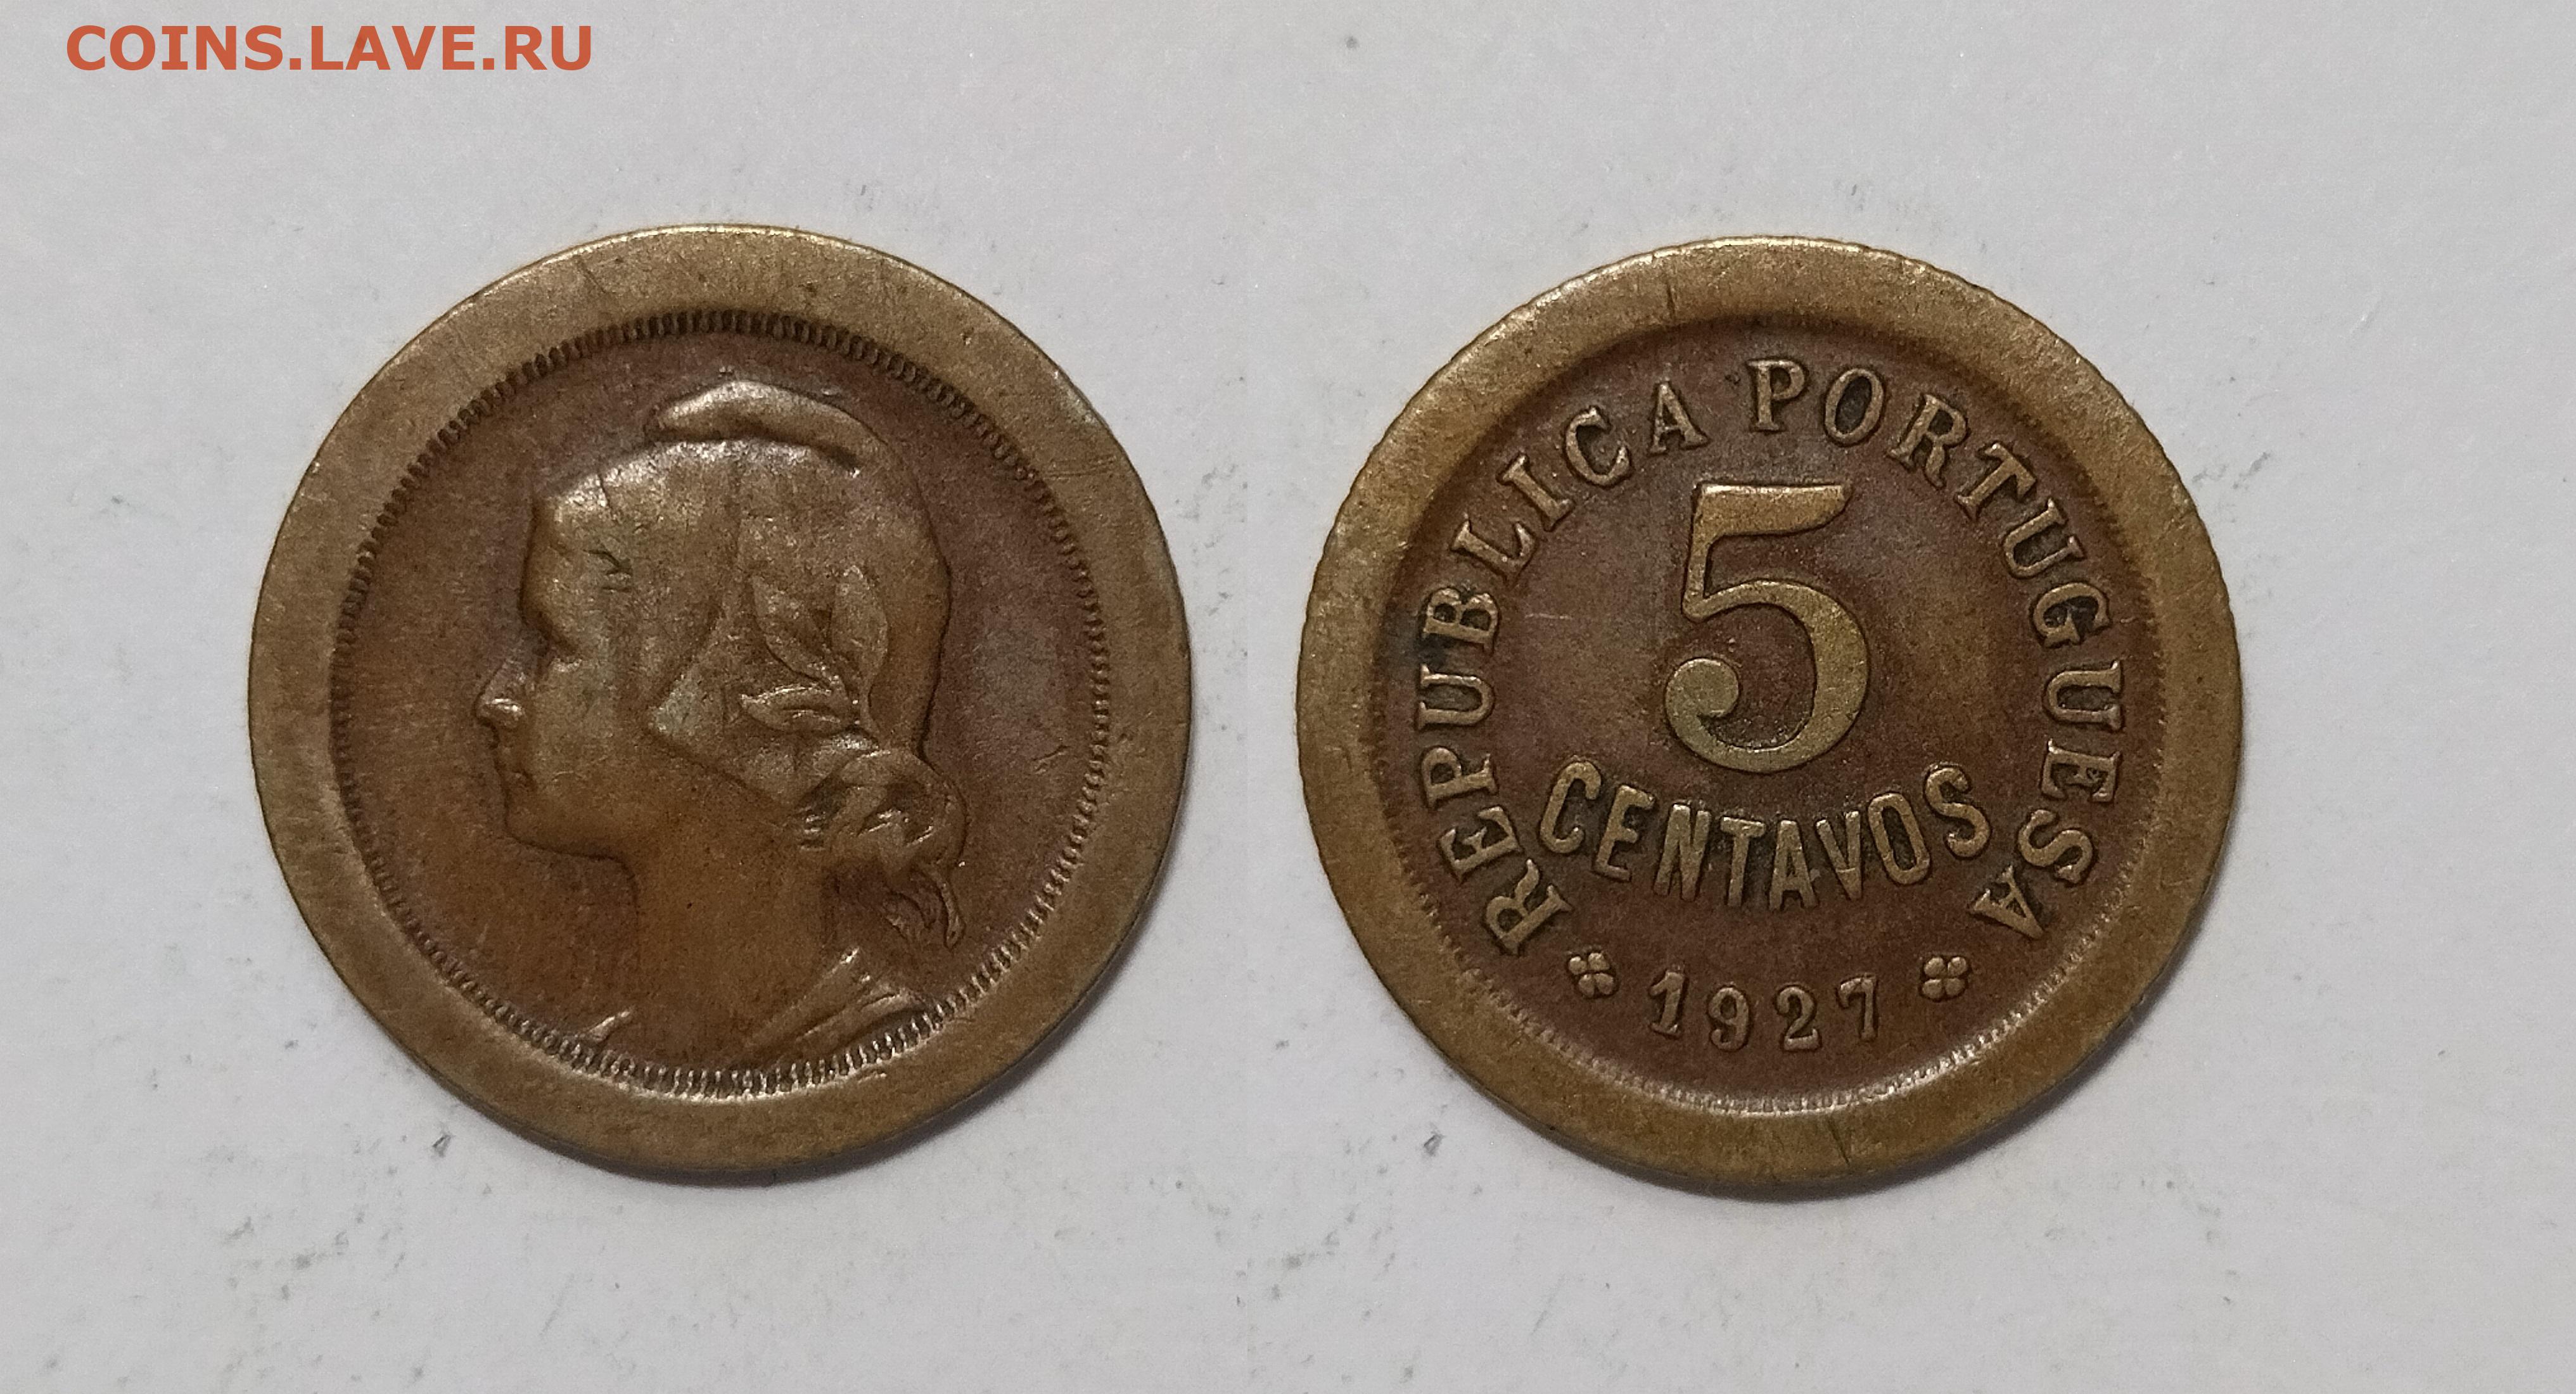 COINS.LAVE.RU
REPUBLICA PORTUGUESA
5
CENTAVOS
1927